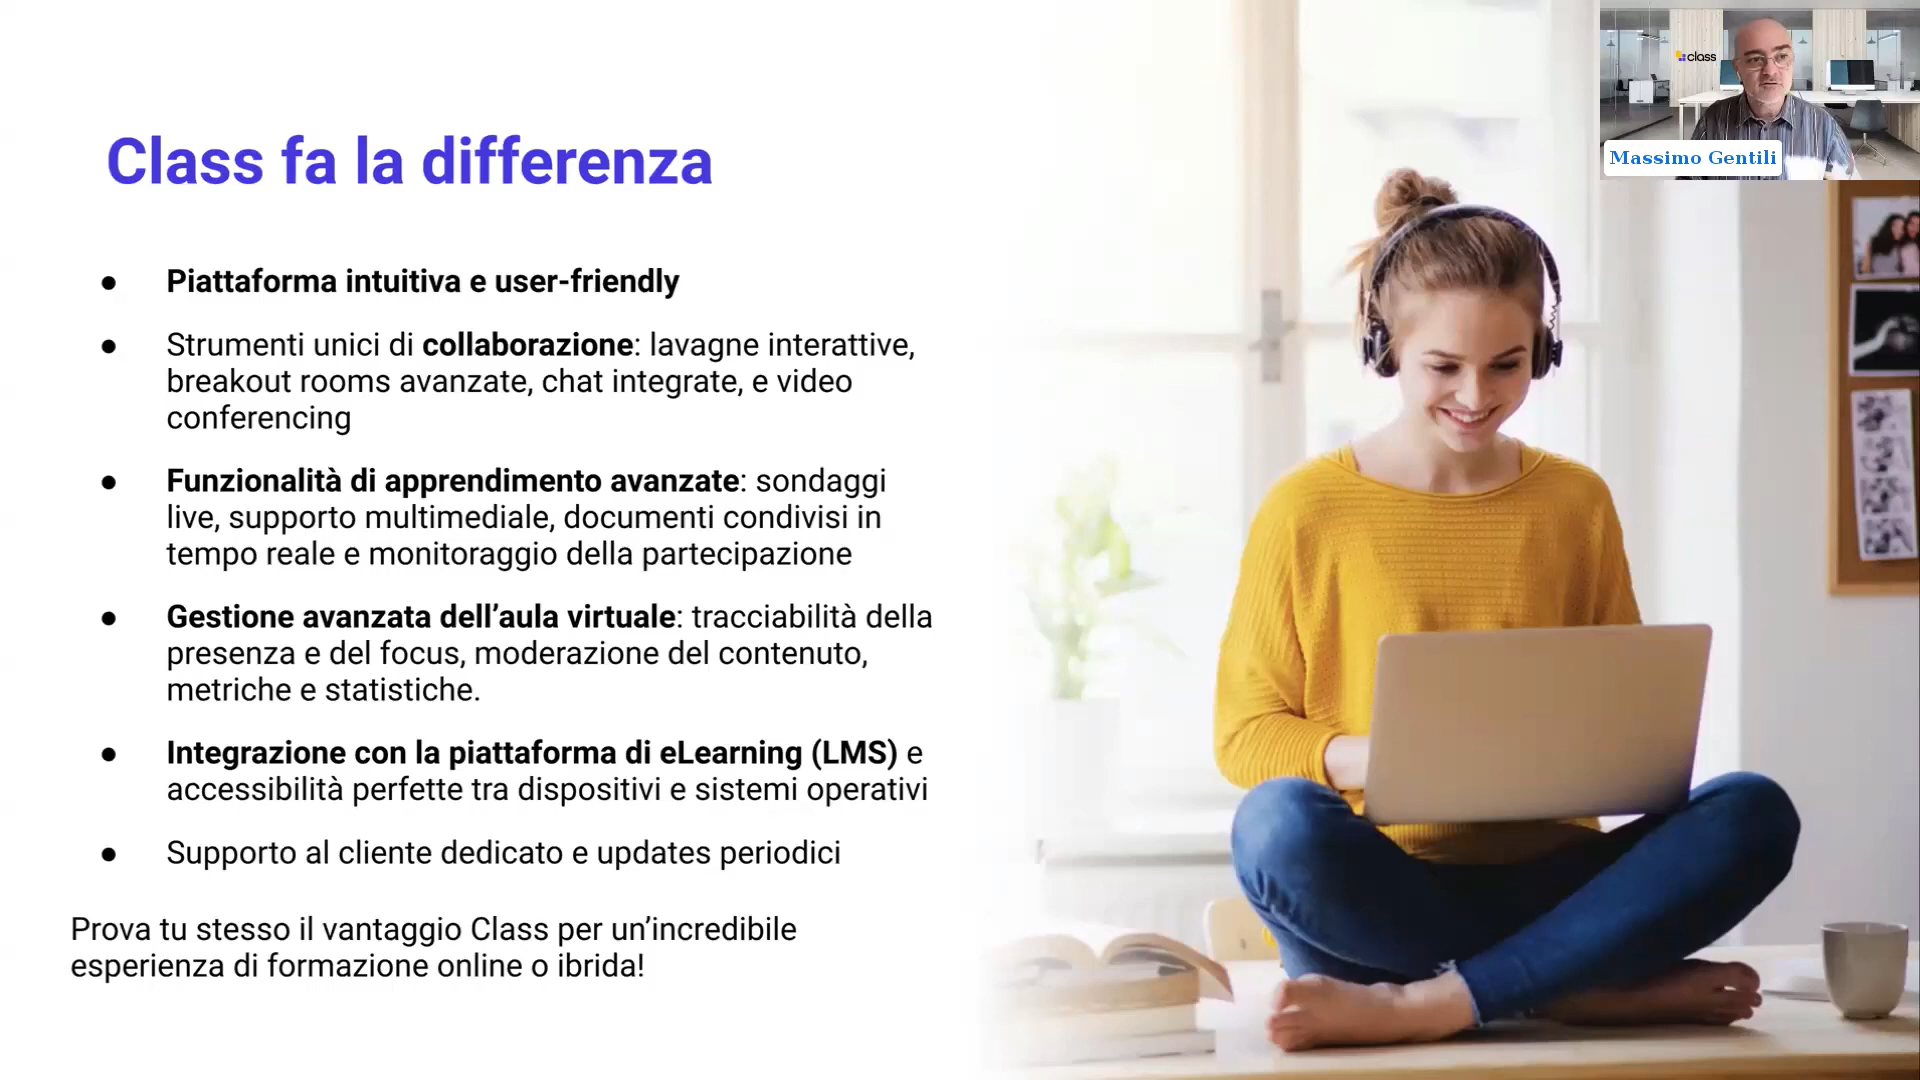 class
Massimo Gentili
Class fa la differenza
● Piattaforma intuitiva e user-friendly
● Strumenti unici di collaborazione: lavagne interattive,
breakout rooms avanzate, chat integrate, e video
conferencing
● Funzionalità di apprendimento avanzate: sondaggi
live, supporto multimediale, documenti condivisi in
tempo reale e monitoraggio della partecipazione
● Gestione avanzata dell’aula virtuale: tracciabilità della
presenza e del focus, moderazione del contenuto,
metriche e statistiche.
● Integrazione con la piattaforma di eLearning (LMS) e
accessibilità perfette tra dispositivi e sistemi operativi
● Supporto al cliente dedicato e updates periodici
Prova tu stesso il vantaggio Class per un’incredibile
esperienza di formazione online o ibrida!